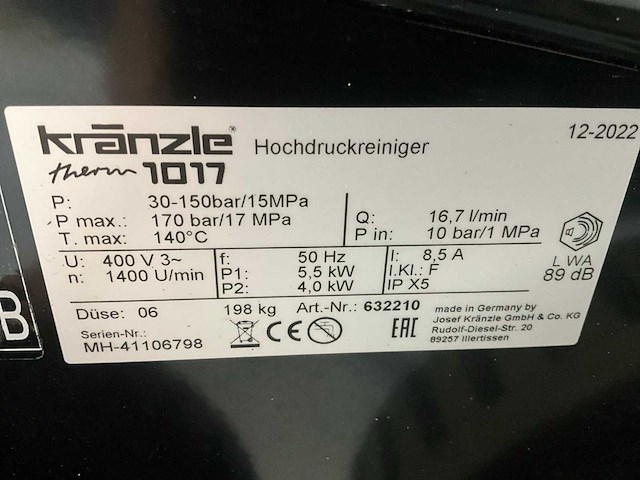 kränzle® Hochdruckreiniger 12-2022
therm 1017
P: 30-150bar/15MPa
P max.: 170 bar/17 MPa
T. max: 140°C
Q: 16,7 l/min
P in: 10 bar/1 MPa
U: 400 V 3~
n: 1400 U/min
f: 50 Hz
P1: 5,5 kW
P2: 4,0 kW
I: 8,5 A
I.Kl.: F
IP X5
L WA
89 dB
Düse: 06 198 kg Art.-Nr.: 632210
Serien-Nr.:
MH-41106798
CE EAC
made in Germany by
Josef Kränzle GmbH & Co. KG
Rudolf-Diesel-Str. 20
89257 Illertissen
B